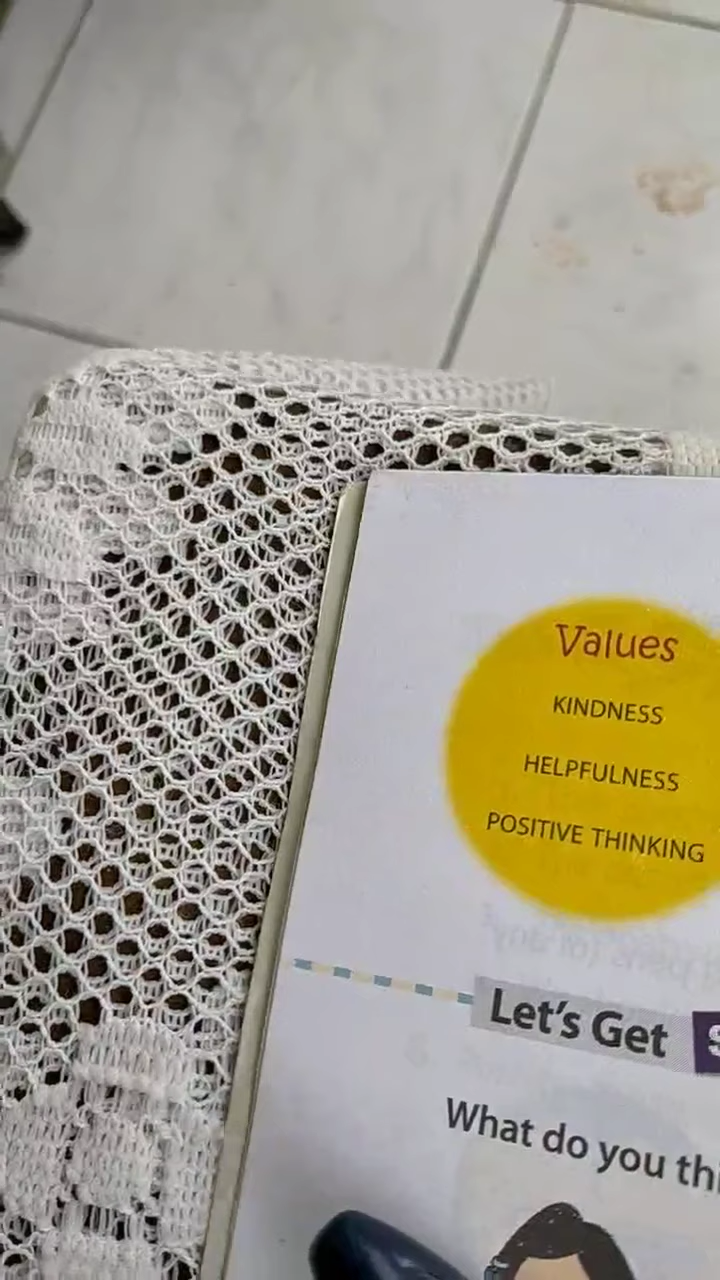 Values
KINDNESS
HELPFULNESS
POSITIVE THINKING
Let's Get
What do you